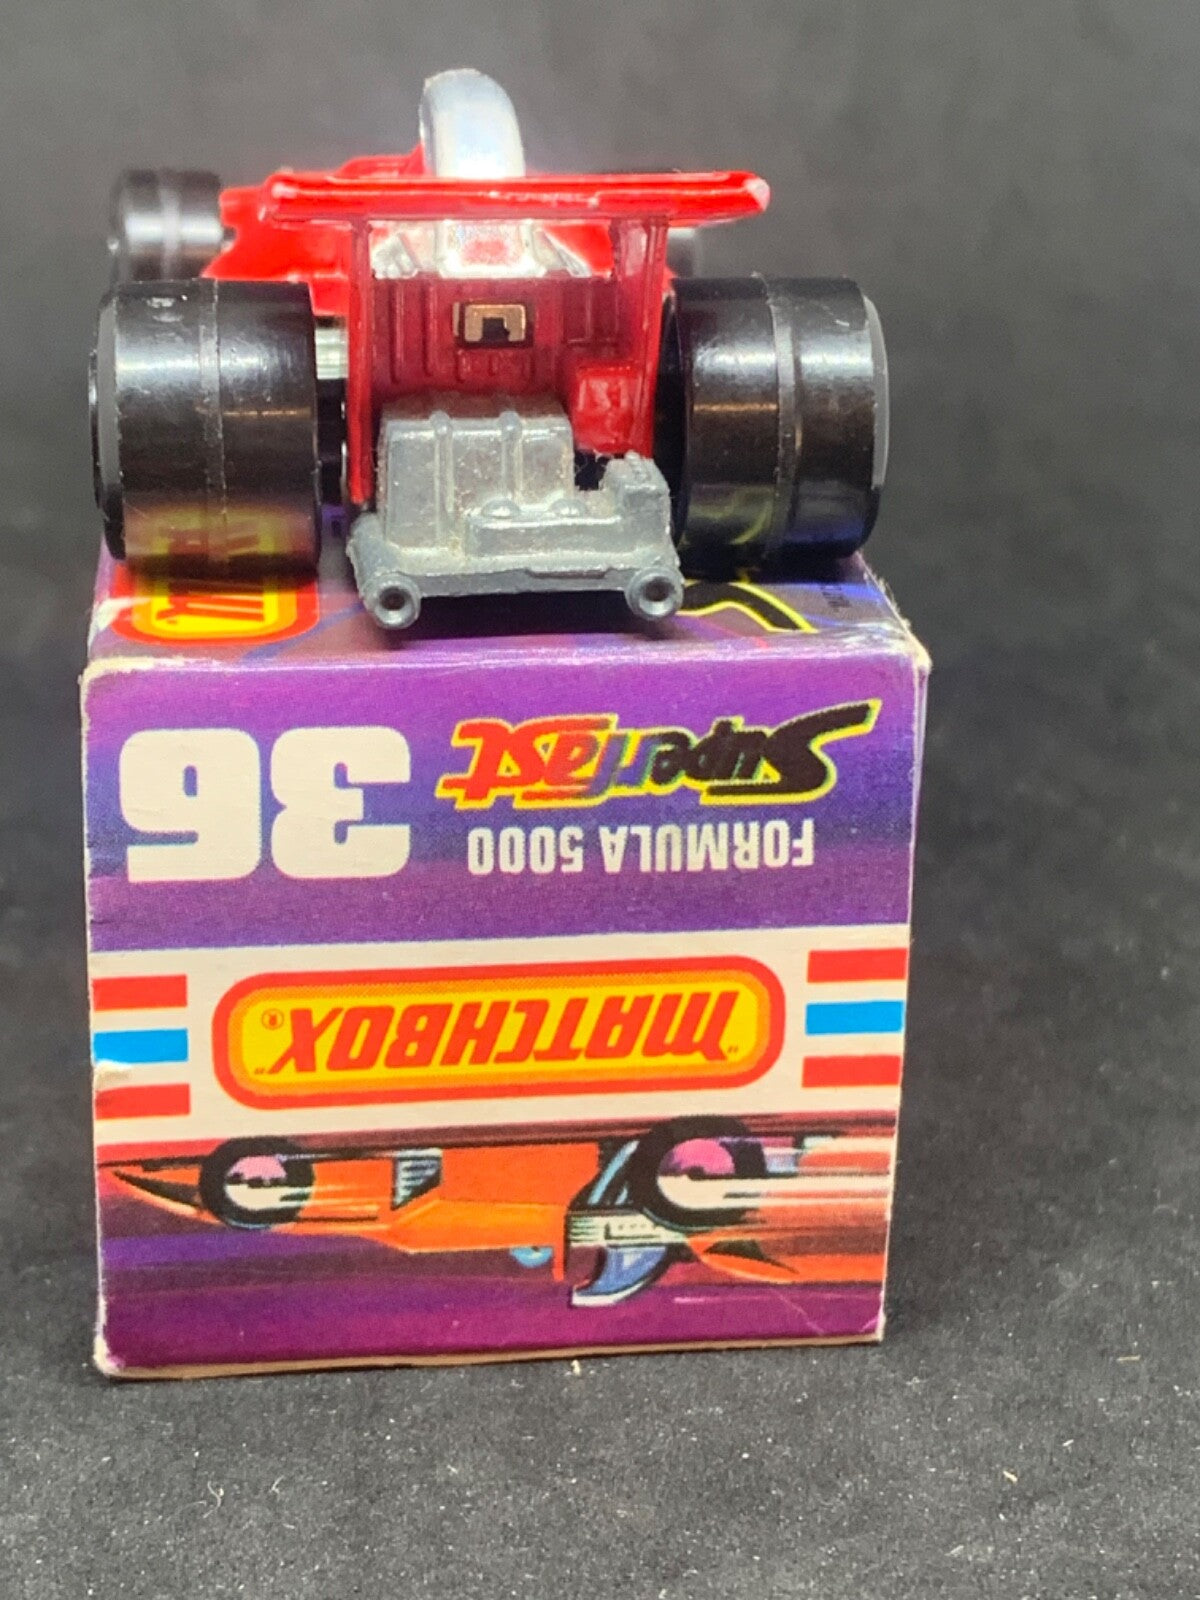 "MATCHBOX"®
FORMULA 5000
Superfast
36